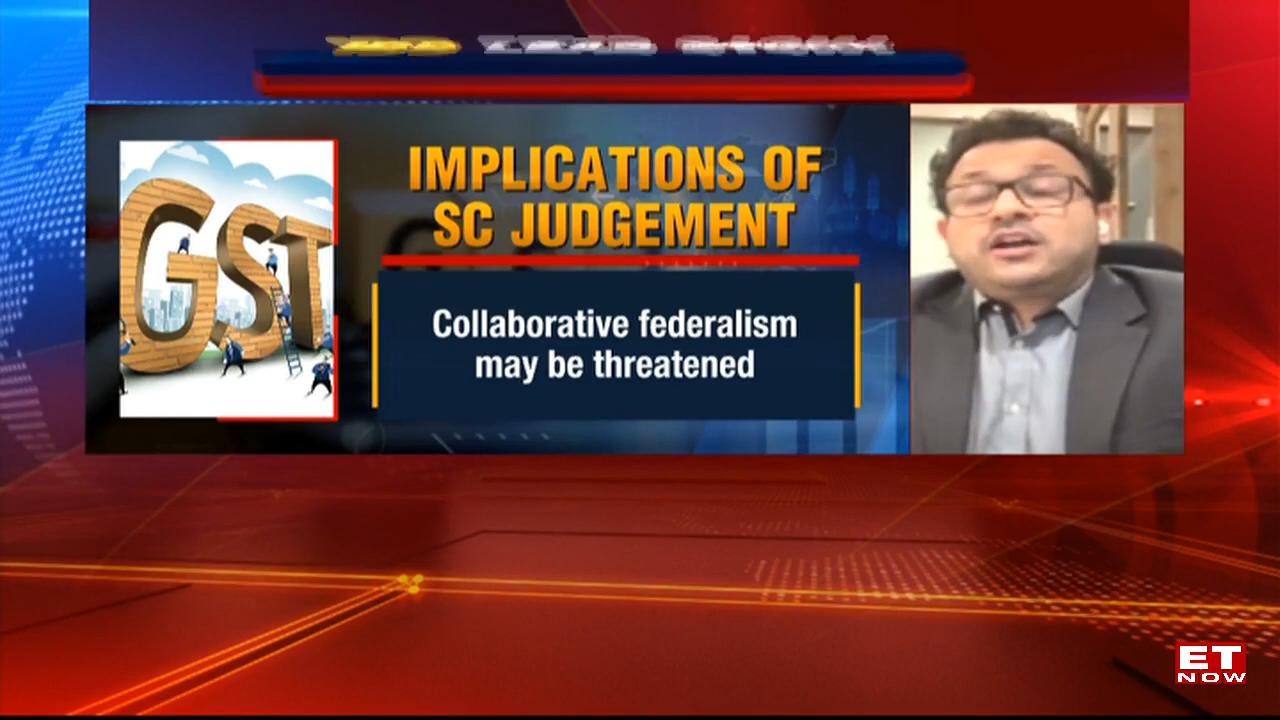 GST
IMPLICATIONS OF
SC JUDGEMENT
Collaborative federalism
may be threatened
ET
NOW